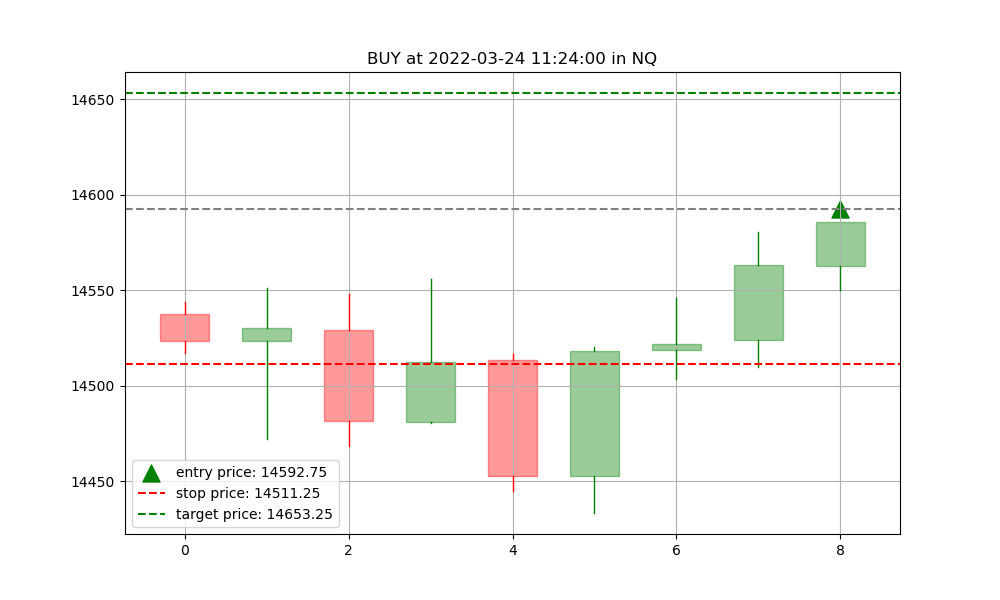 BUY at 2022-03-24 11:24:00 in NQ
14650
14600
14550
14500
14450
entry price: 14592.75
stop price: 14511.25
target price: 14653.25
0 2 4 6 8